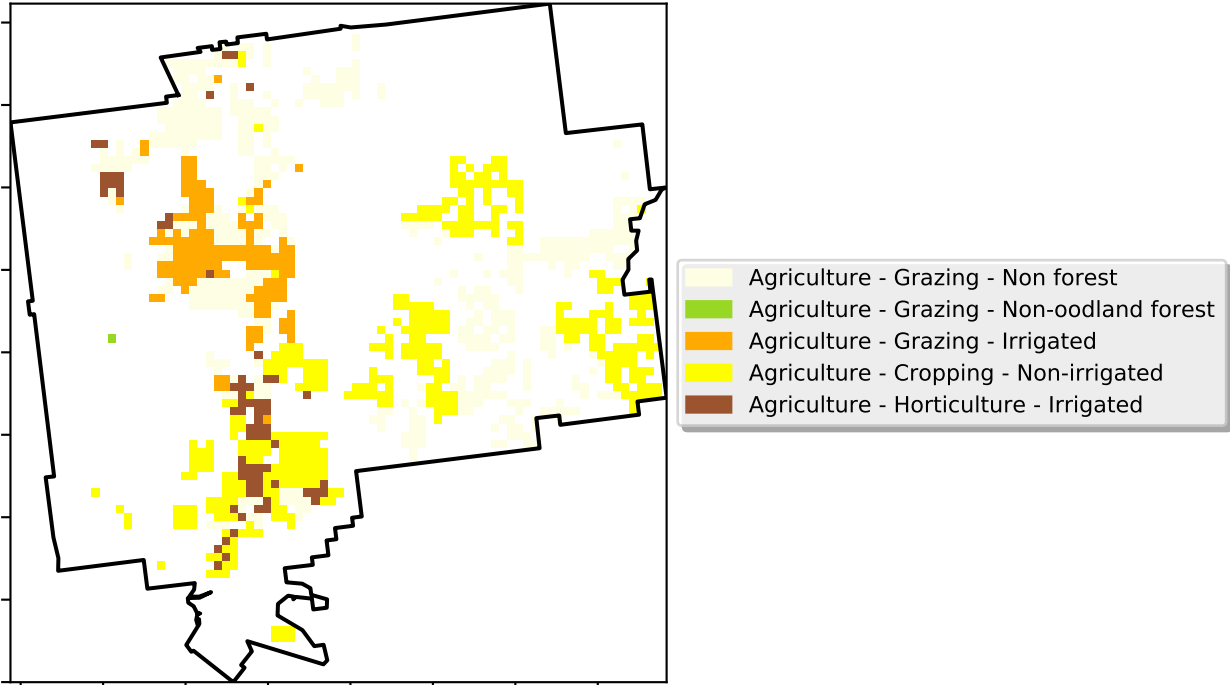 Agriculture - Grazing - Non forest
Agriculture - Grazing - Non-oodland forest
Agriculture - Grazing - Irrigated
Agriculture - Cropping - Non-irrigated
Agriculture - Horticulture - Irrigated